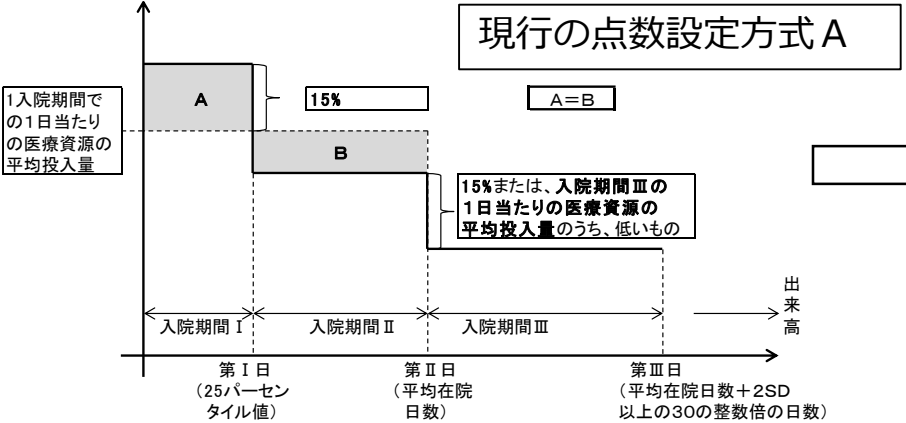 現行の点数設定方式A
1入院期間で
の1日当たり
の医療資源の
平均投入量
A
15%
A=B
B
15%または、入院期間Ⅲの
1日当たりの医療資源の
平均投入量のうち、低いもの
入院期間Ⅰ
入院期間Ⅱ
入院期間Ⅲ
出
来
高
第Ⅰ日
(25パーセン
タイル値)
第Ⅱ日
(平均在院
日数)
第Ⅲ日
(平均在院日数+2SD
以上の30の整数倍の日数)